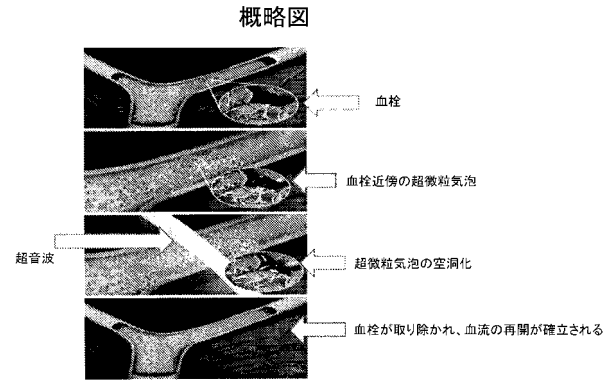 概略図
血栓
血栓近傍の超微粒気泡
超音波
超微粒気泡の空洞化
血栓が取り除かれ、血流の再開が確立される